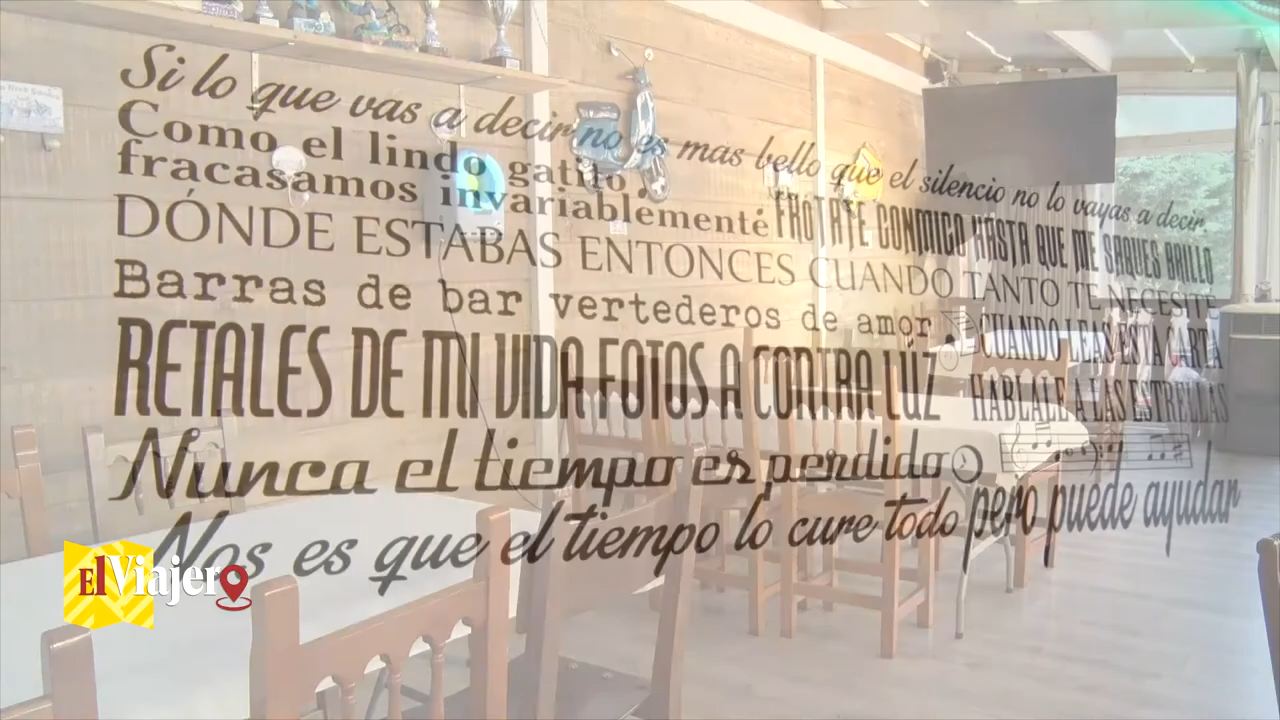 Si lo que vas a decir no es mas bello que el silencio no lo vayas a decir
Como el lindo gatito
fracasamos invariablemente
FRÓTATE CONMIGO HASTA QUE ME SAQUES BRILLO
DÓNDE ESTABAS ENTONCES CUANDO TANTO TE NECESITE
Barras de bar vertederos de amor
CUANDO LEAS ESTA CARTA
RETALES DE MI VIDA FOTOS A CONTRA LUZ
HABLALE A LAS ESTRELLAS
Nunca el tiempo es perdido
Nos es que el tiempo lo cure todo pero puede ayudar
El Viajero